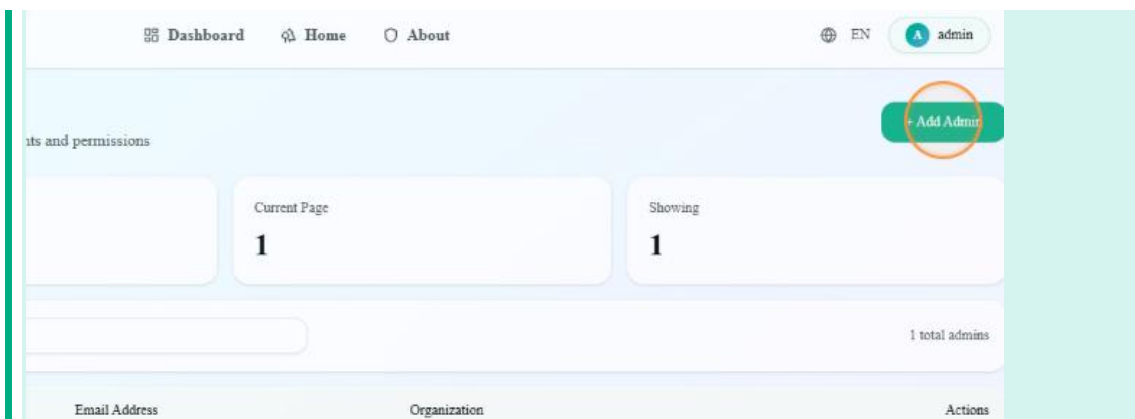 Dashboard Home About EN A admin
+ Add Admin
and permissions
Current Page Showing
1 1
1 total admins
Email Address Organization Actions